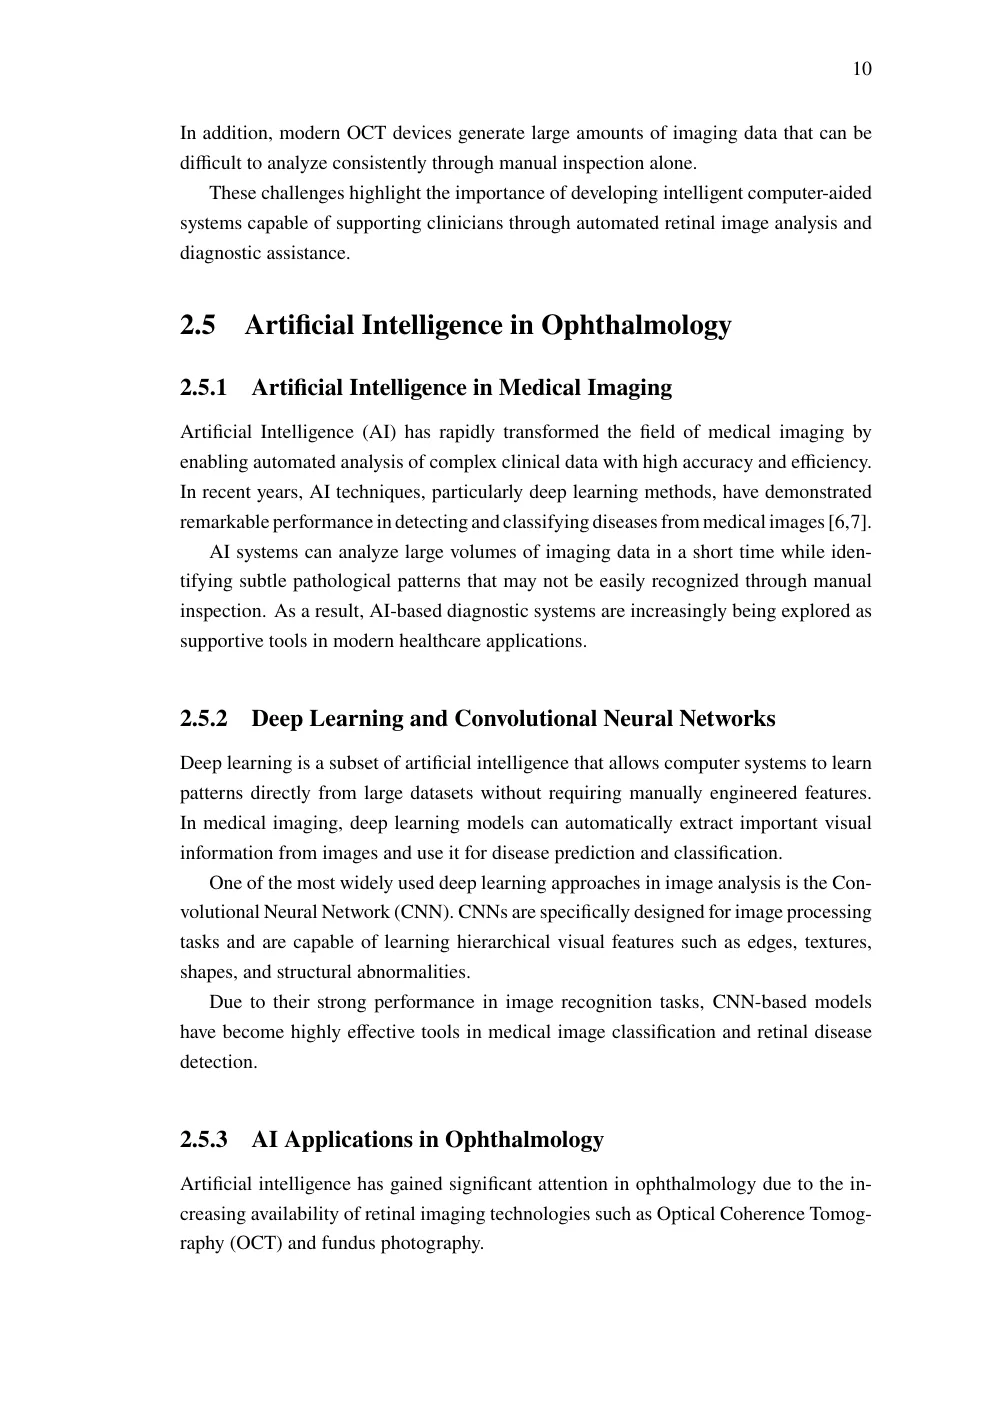 10
In addition, modern OCT devices generate large amounts of imaging data that can be
difficult to analyze consistently through manual inspection alone.
These challenges highlight the importance of developing intelligent computer-aided
systems capable of supporting clinicians through automated retinal image analysis and
diagnostic assistance.
2.5 Artificial Intelligence in Ophthalmology
2.5.1 Artificial Intelligence in Medical Imaging
Artificial Intelligence (AI) has rapidly transformed the field of medical imaging by
enabling automated analysis of complex clinical data with high accuracy and efficiency.
In recent years, AI techniques, particularly deep learning methods, have demonstrated
remarkable performance in detecting and classifying diseases from medical images [6,7].
AI systems can analyze large volumes of imaging data in a short time while iden-
tifying subtle pathological patterns that may not be easily recognized through manual
inspection. As a result, AI-based diagnostic systems are increasingly being explored as
supportive tools in modern healthcare applications.
2.5.2 Deep Learning and Convolutional Neural Networks
Deep learning is a subset of artificial intelligence that allows computer systems to learn
patterns directly from large datasets without requiring manually engineered features.
In medical imaging, deep learning models can automatically extract important visual
information from images and use it for disease prediction and classification.
One of the most widely used deep learning approaches in image analysis is the Con-
volutional Neural Network (CNN). CNNs are specifically designed for image processing
tasks and are capable of learning hierarchical visual features such as edges, textures,
shapes, and structural abnormalities.
Due to their strong performance in image recognition tasks, CNN-based models
have become highly effective tools in medical image classification and retinal disease
detection.
2.5.3 AI Applications in Ophthalmology
Artificial intelligence has gained significant attention in ophthalmology due to the in-
creasing availability of retinal imaging technologies such as Optical Coherence Tomog-
raphy (OCT) and fundus photography.